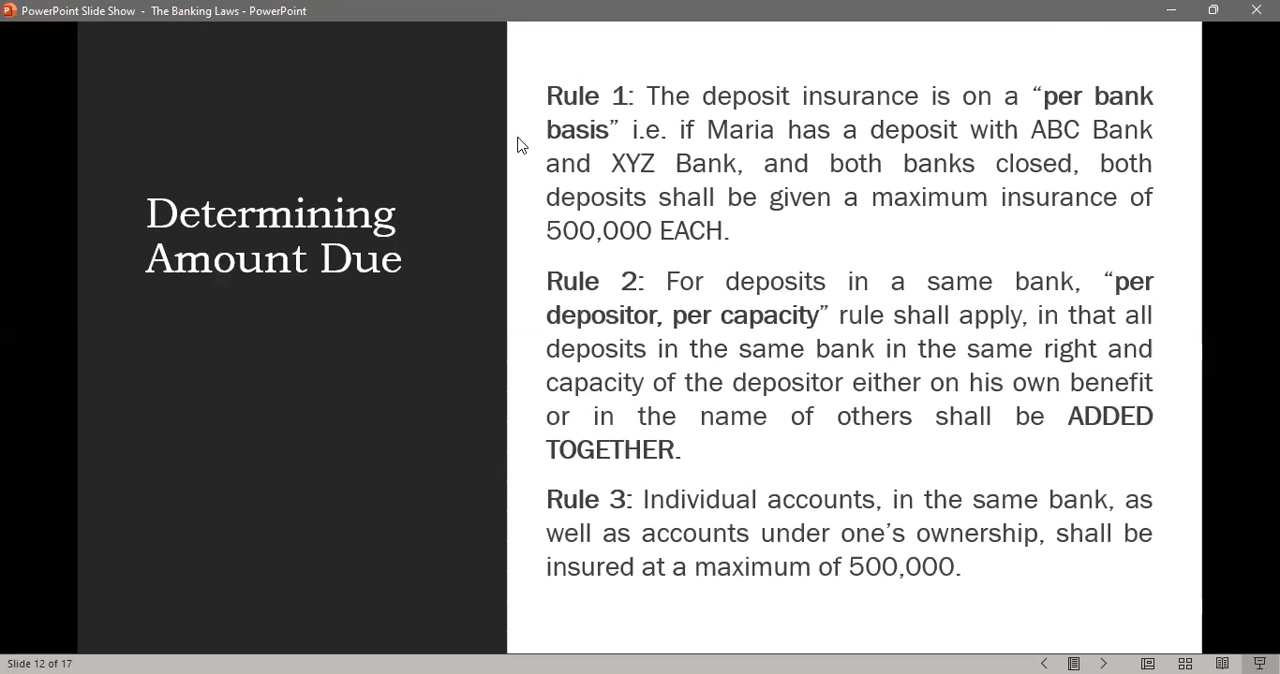 PowerPoint Slide Show - The Banking Laws - PowerPoint
Determining
Amount Due
Rule 1: The deposit insurance is on a “per bank
basis” i.e. if Maria has a deposit with ABC Bank
and XYZ Bank, and both banks closed, both
deposits shall be given a maximum insurance of
500,000 EACH.
Rule 2: For deposits in a same bank, “per
depositor, per capacity” rule shall apply, in that all
deposits in the same bank in the same right and
capacity of the depositor either on his own benefit
or in the name of others shall be ADDED
TOGETHER.
Rule 3: Individual accounts, in the same bank, as
well as accounts under one’s ownership, shall be
insured at a maximum of 500,000.
Slide 12 of 17